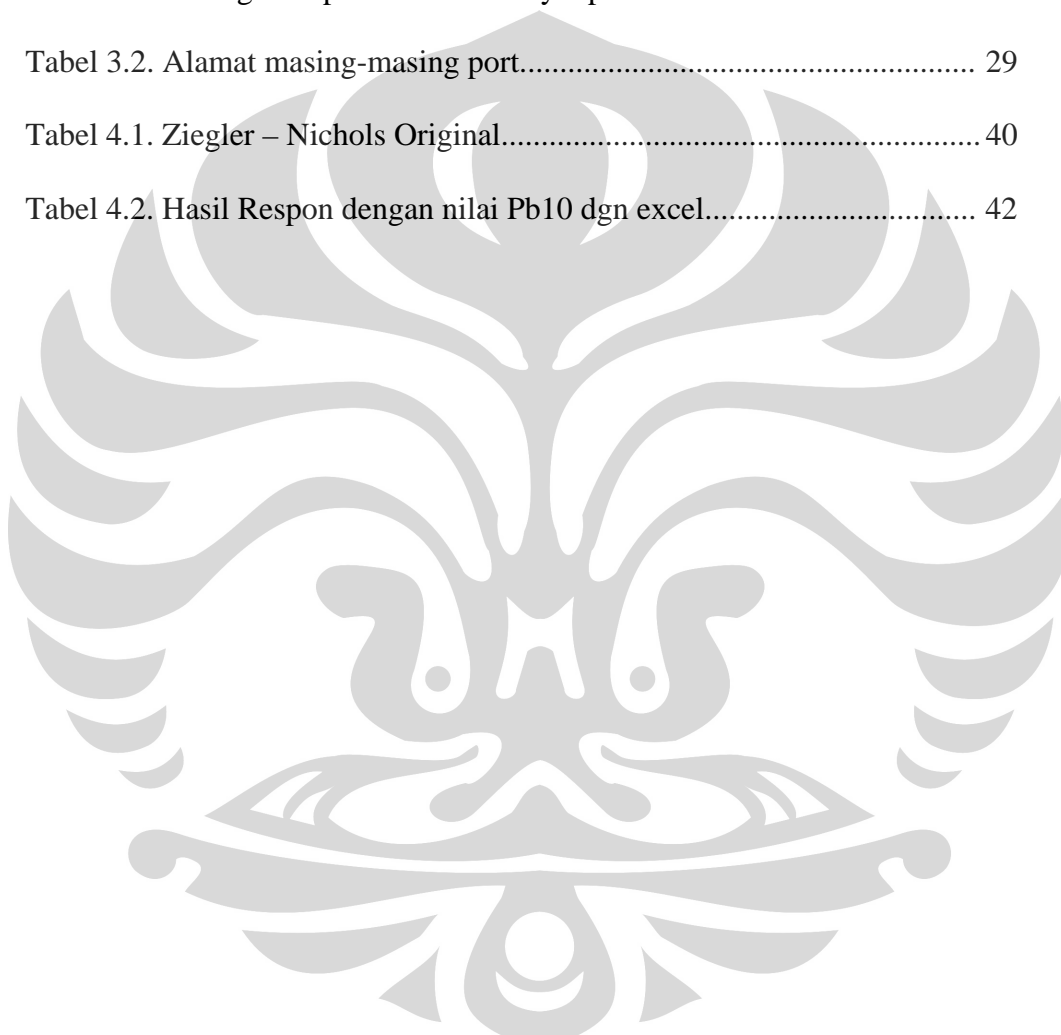 Tabel 3.2. Alamat masing-masing port................................................... 29
Tabel 4.1. Ziegler – Nichols Original...................................................... 40
Tabel 4.2. Hasil Respon dengan nilai Pb10 dgn excel.............................. 42